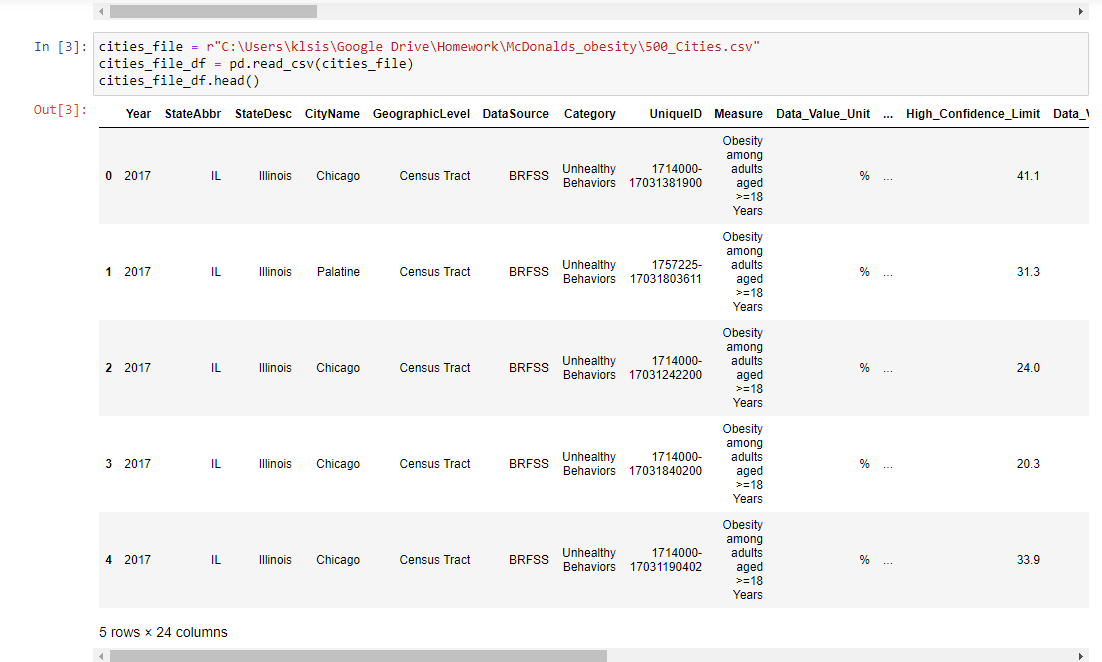 In [3]: cities_file = r"C:\Users\klsis\Google Drive\Homework\McDonalds_obesity\500_Cities.csv"
cities_file_df = pd.read_csv(cities_file)
cities_file_df.head()
Out[3]:
Year StateAbbr StateDesc CityName GeographicLevel DataSource Category UniqueID Measure Data_Value_Unit ... High_Confidence_Limit Data_V
0 2017 IL Illinois Chicago Census Tract BRFSS Unhealthy Behaviors 1714000-17031381900 Obesity among adults aged >=18 Years % ... 41.1
1 2017 IL Illinois Palatine Census Tract BRFSS Unhealthy Behaviors 1757225-17031803611 Obesity among adults aged >=18 Years % ... 31.3
2 2017 IL Illinois Chicago Census Tract BRFSS Unhealthy Behaviors 1714000-17031242200 Obesity among adults aged >=18 Years % ... 24.0
3 2017 IL Illinois Chicago Census Tract BRFSS Unhealthy Behaviors 1714000-17031840200 Obesity among adults aged >=18 Years % ... 20.3
4 2017 IL Illinois Chicago Census Tract BRFSS Unhealthy Behaviors 1714000-17031190402 Obesity among adults aged >=18 Years % ... 33.9
5 rows × 24 columns